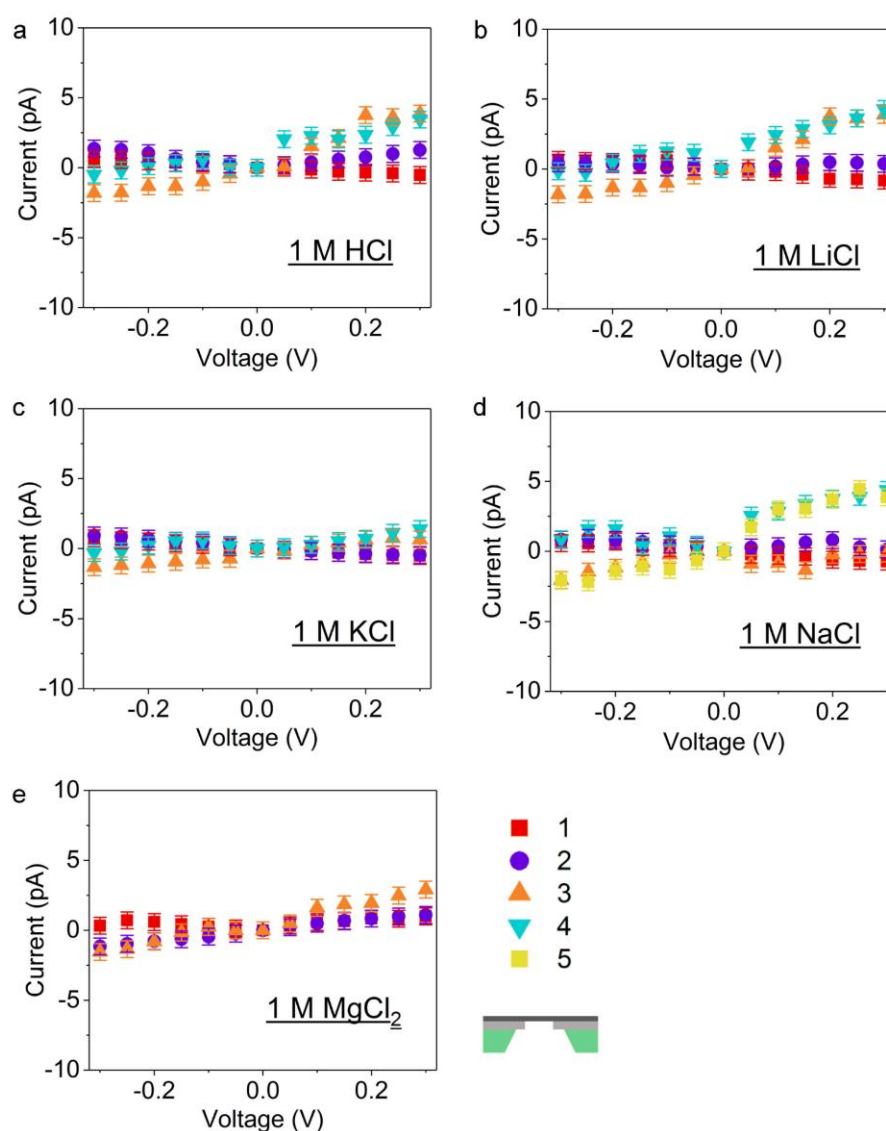 a
10
5
0
-5
-10
Current (pA)
1 M HCl
-0.2
0.0
0.2
Voltage (V)
b
10
5
0
-5
-10
Current (pA)
1 M LiCl
-0.2
0.0
0.2
Voltage (V)
c
10
5
0
-5
-10
Current (pA)
1 M KCl
-0.2
0.0
0.2
Voltage (V)
d
10
5
0
-5
-10
Current (pA)
1 M NaCl
-0.2
0.0
0.2
Voltage (V)
e
10
5
0
-5
-10
Current (pA)
1 M MgCl₂
-0.2
0.0
0.2
Voltage (V)
1
2
3
4
5